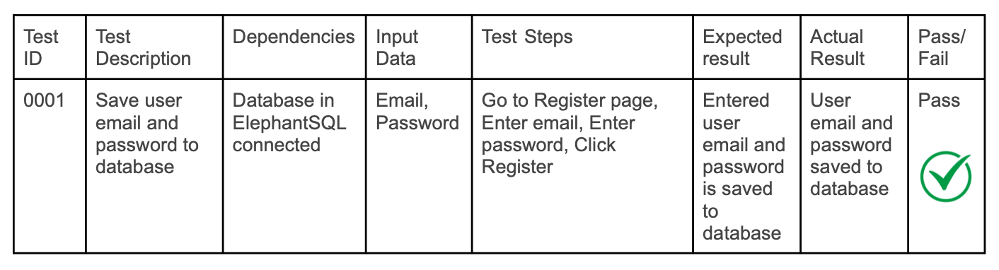 Test
ID
Test
Description
Dependencies
Input
Data
Test Steps
Expected
result
Actual
Result
Pass/
Fail
0001
Save user
email and
password to
database
Database in
ElephantSQL
connected
Email,
Password
Go to Register page,
Enter email, Enter
password, Click
Register
Entered
user
email and
password
is saved
to
database
User
email and
password
saved to
database
Pass